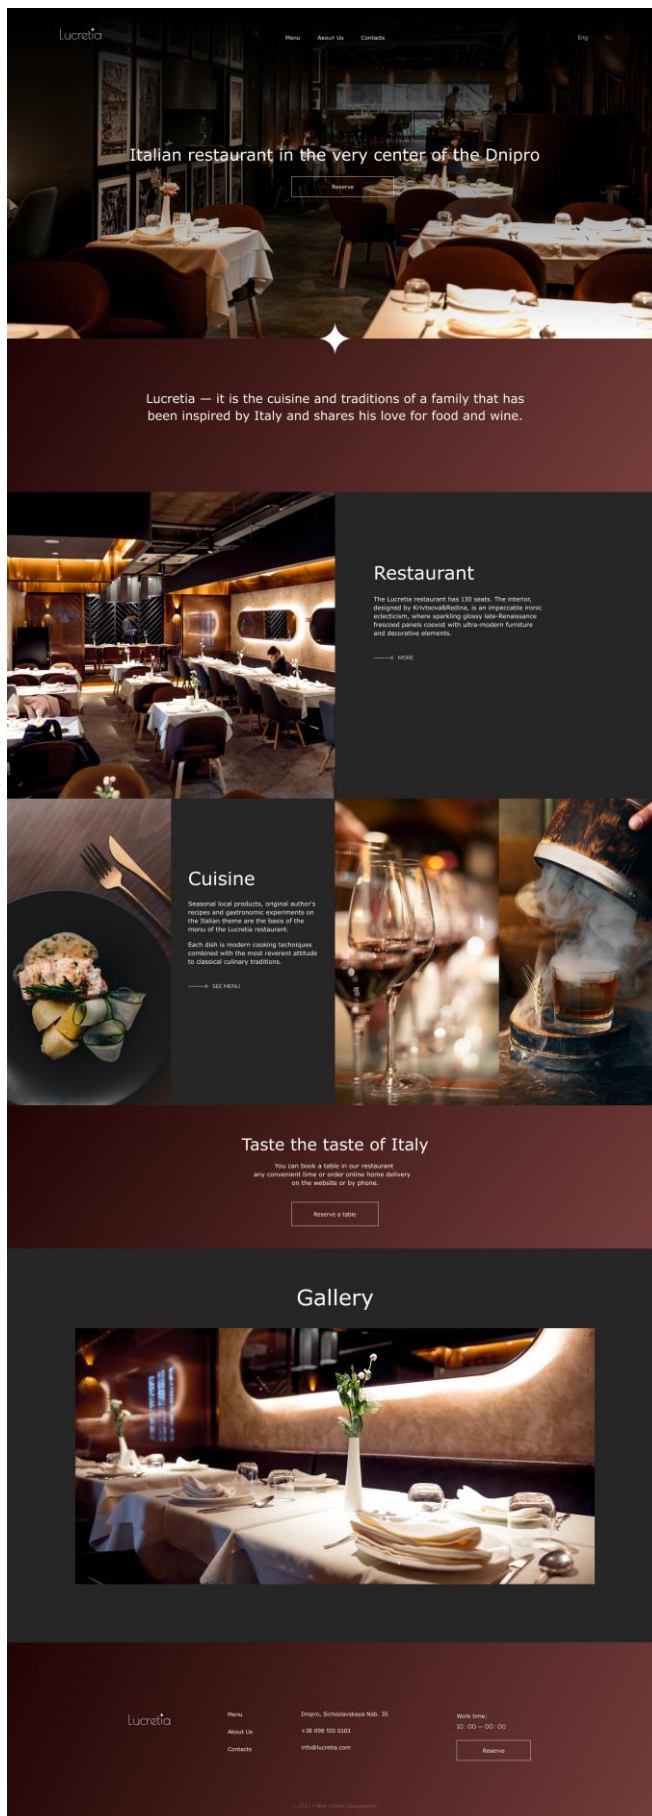 Lucretia
Menu
Aoour Us
Contacts
Eng
Ru
Italian restaurant in the very center of the Dnipro
Reserve
Lucretia — it is the cuisine and traditions of a family that has
been inspired by Italy and shares his love for food and wine.
Restaurant
The Lucretia restaurant has 130 seats. The interior,
designed by Krivtsova&Redina, is an impeccable ironic
eclecticism, where sparkling glossy late-Renaissance
frescoed panels coexist with ultra-modern furniture
and decorative elements.
MORE
Cuisine
Seasonal local products, original author's
recipes and gastronomic experiments on
the Italian theme are the basis of the
menu of the Lucretia restaurant.
Each dish is modern cooking techniques
combined with the most reverent attitude
to classical culinary traditions.
SEE MENU
Taste the taste of Italy
You can book a table in our restaurant
any convenient time or order online home delivery
on the website or by phone.
Reserve a table
Gallery
Lucretia
Menu
About Us
Contacts
Dnipro, Sicheslavskaya Nab. 35
+38 098 555 0103
info@lucretia.com
Work time:
10:00 — 00:00
Reserve